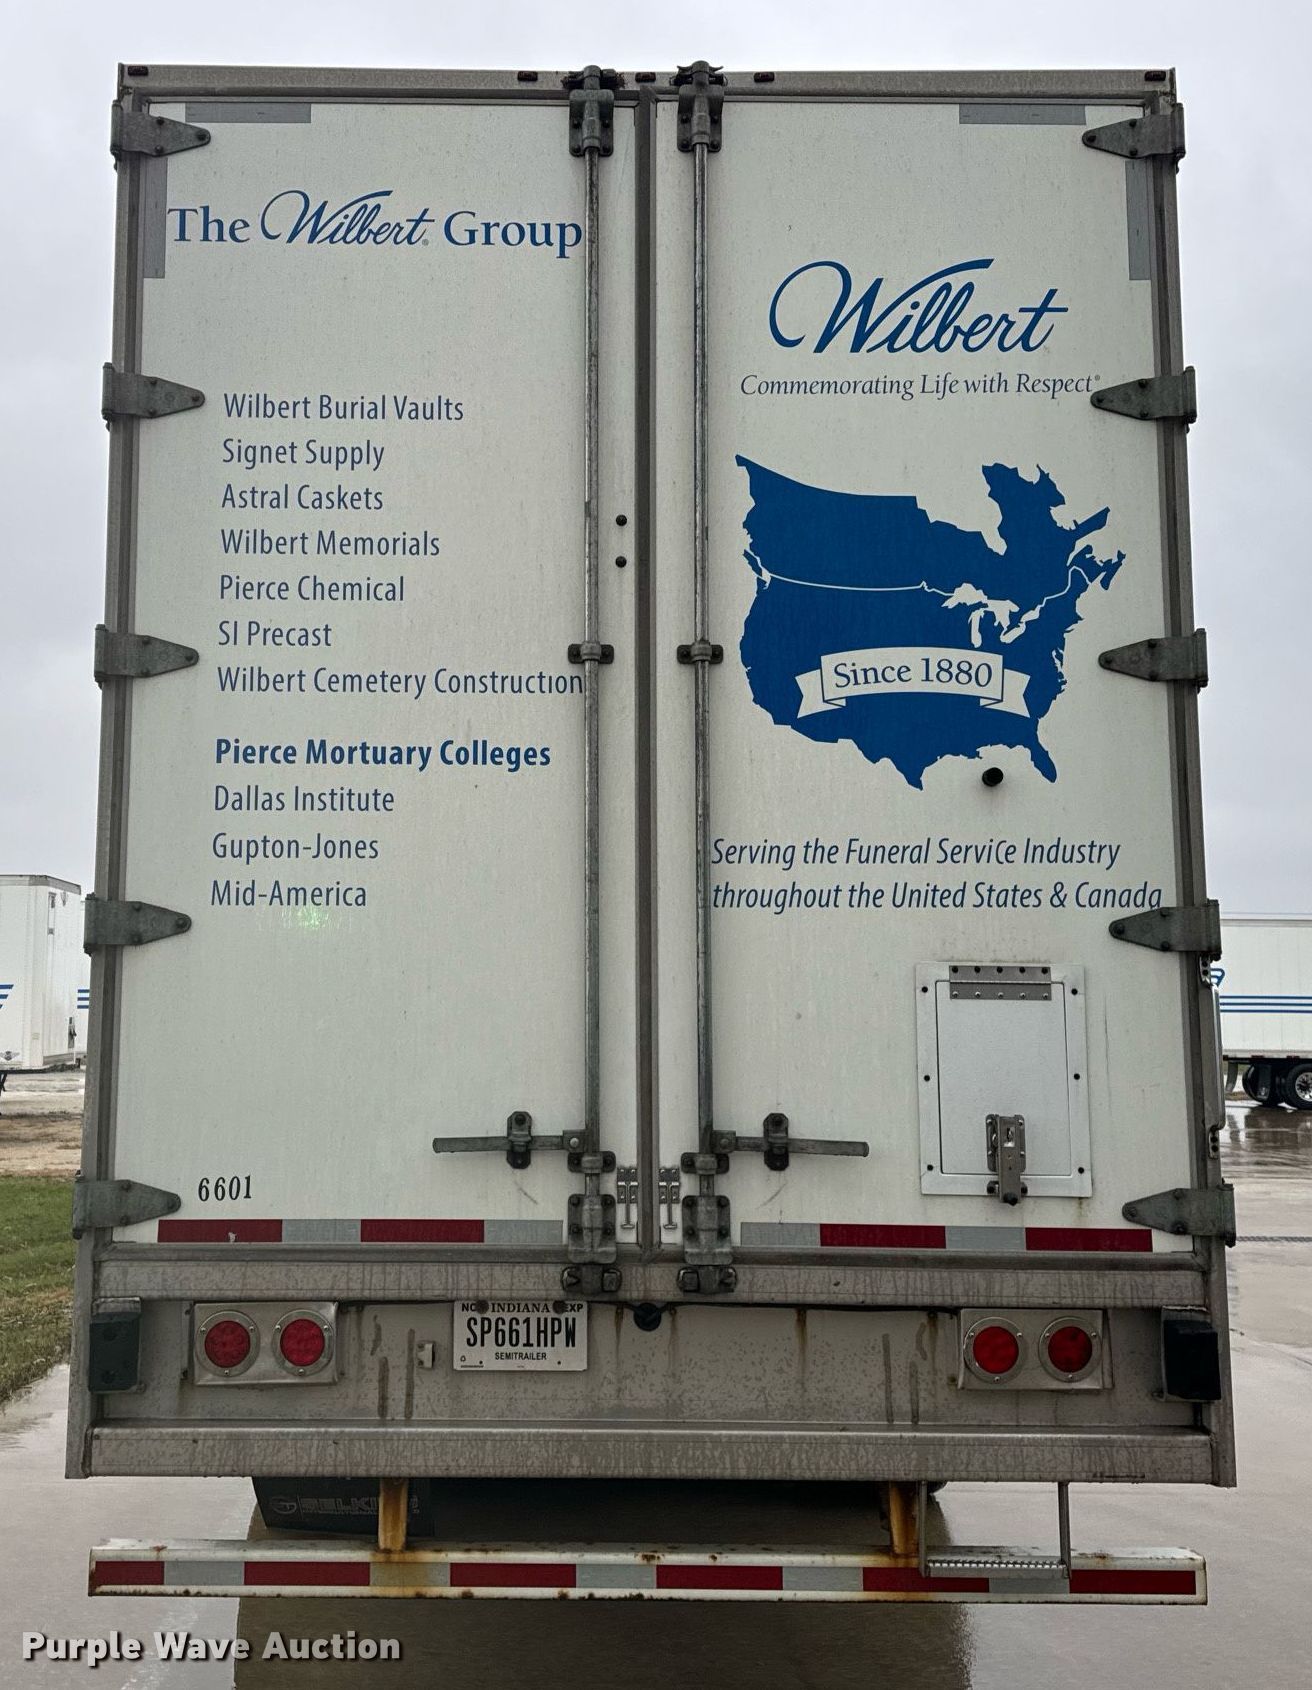 The Wilbert® Group
Wilbert Burial Vaults
Signet Supply
Astral Caskets
Wilbert Memorials
Pierce Chemical
SI Precast
Wilbert Cemetery Construction
Pierce Mortuary Colleges
Dallas Institute
Gupton-Jones
Mid-America
Wilbert
Commemorating Life with Respect®
Since 1880
Serving the Funeral Service Industry
throughout the United States & Canada
6601
INDIANA EXP
SP661HPW
SEMITRAILER
Purple Wave Auction